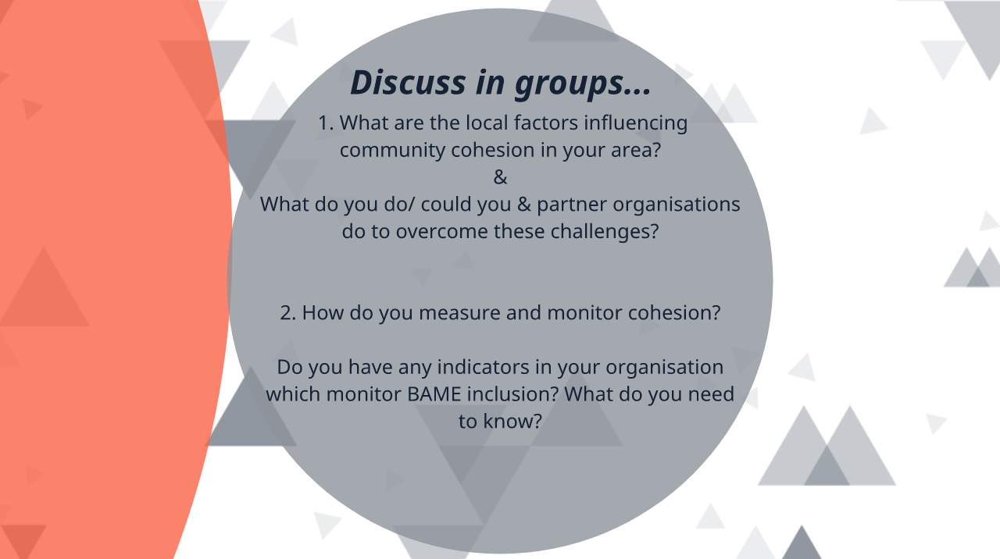 Discuss in groups...
1. What are the local factors influencing
community cohesion in your area?
&
What do you do/ could you & partner organisations
do to overcome these challenges?
2. How do you measure and monitor cohesion?
Do you have any indicators in your organisation
which monitor BAME inclusion? What do you need
to know?